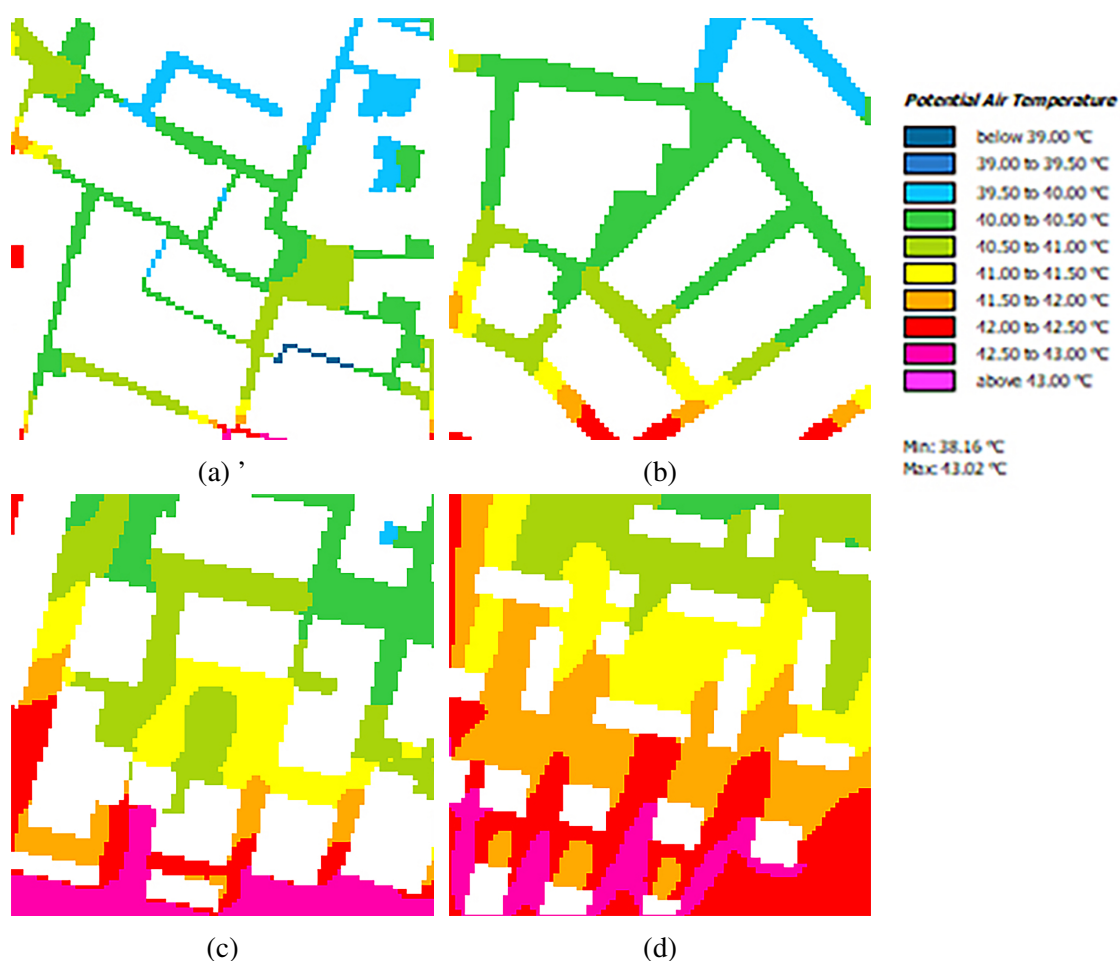 Potential Air Temperature
below 39.00 °C
39.00 to 39.50 °C
39.50 to 40.00 °C
40.00 to 40.50 °C
40.50 to 41.00 °C
41.00 to 41.50 °C
41.50 to 42.00 °C
42.00 to 42.50 °C
42.50 to 43.00 °C
above 43.00 °C
Min: 38.16 °C
Max: 43.02 °C
(a) ’
(b)
(c)
(d)